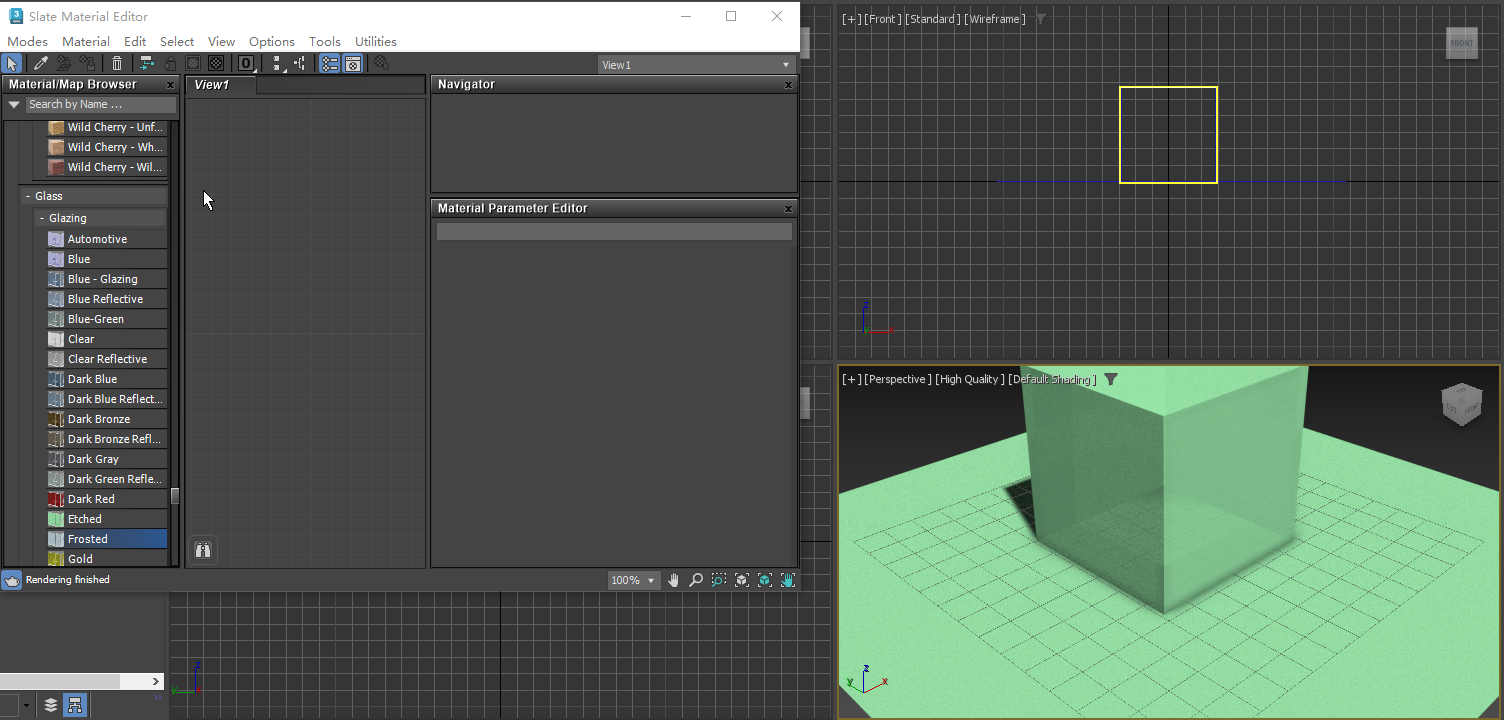 3 Slate Material Editor
Modes Material Edit Select View Options Tools Utilities
0 View1
Material/Map Browser
Search by Name ...
Wild Cherry - Unf...
Wild Cherry - Wh...
Wild Cherry - Wil...
- Glass
- Glazing
Automotive
Blue
Blue - Glazing
Blue Reflective
Blue-Green
Clear
Clear Reflective
Dark Blue
Dark Blue Reflect...
Dark Bronze
Dark Bronze Refl...
Dark Gray
Dark Green Refle...
Dark Red
Etched
Frosted
Gold
View1
Navigator
Material Parameter Editor
Rendering finished
100%
[+] [Front] [Standard] [Wireframe]
FRONT
z
x
y
[+] [Perspective] [High Quality] [Default Shading]
FRONT
z
y
x
z
y